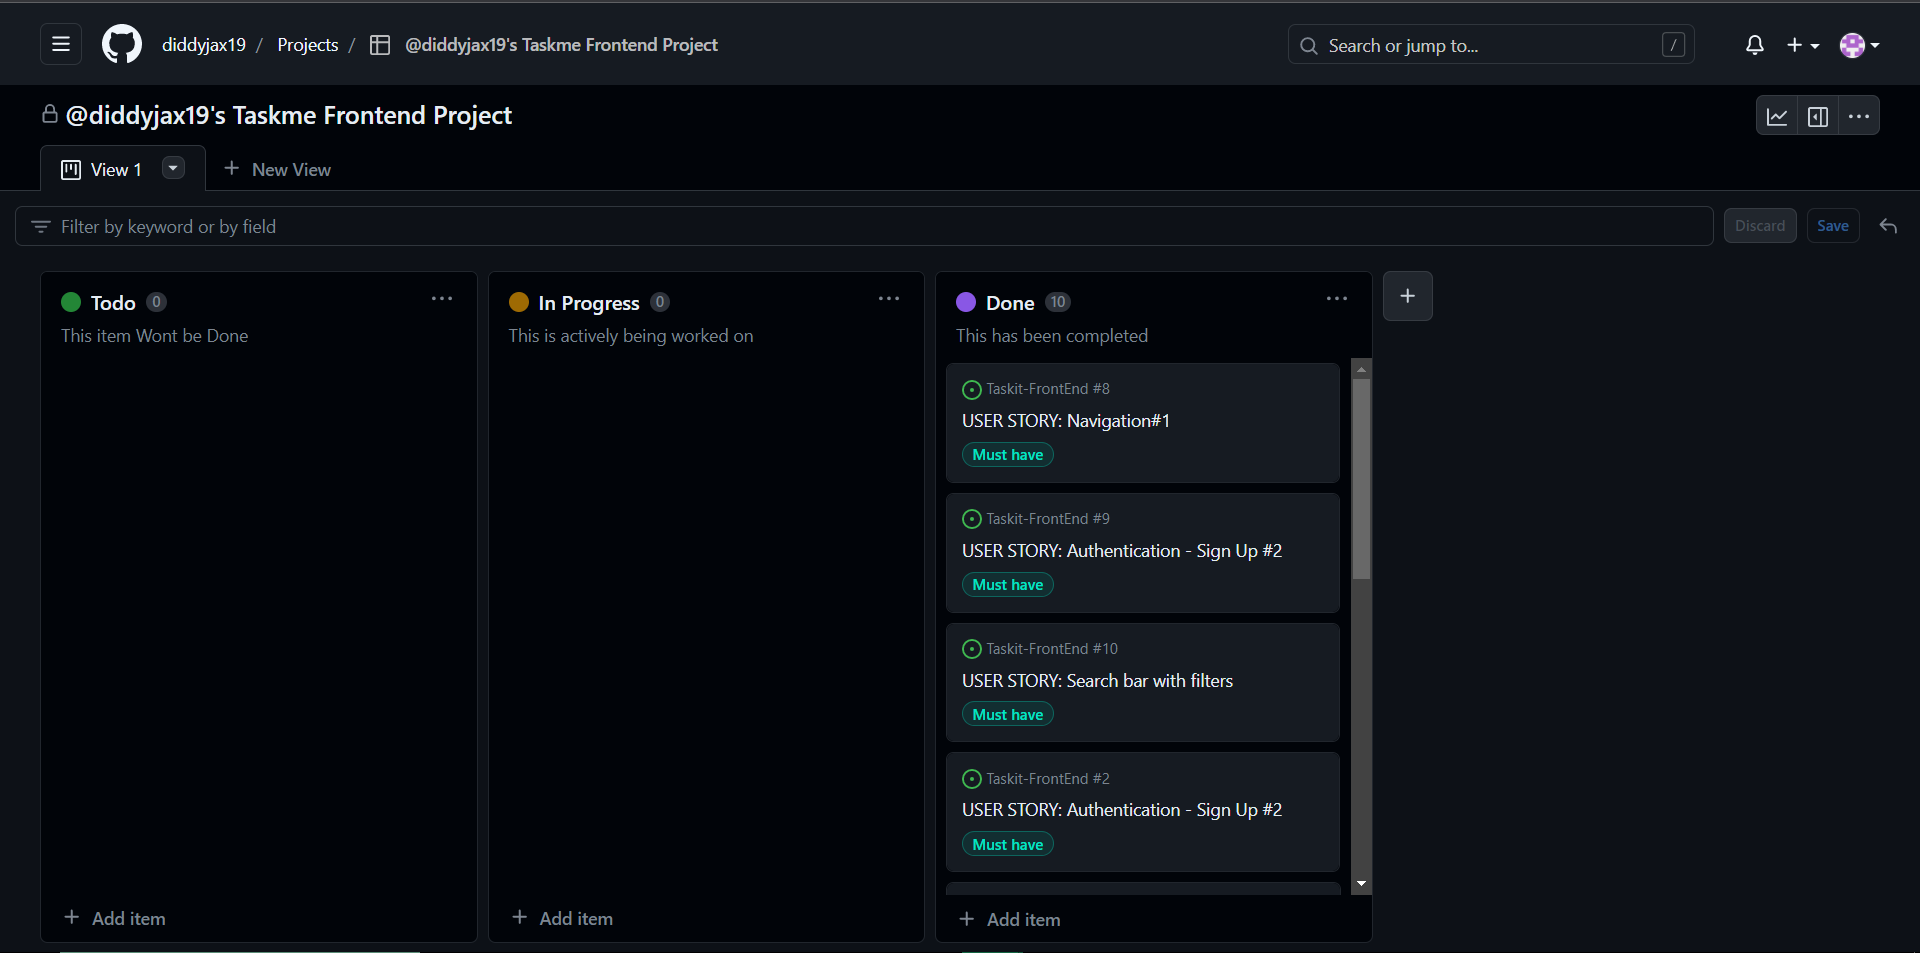 diddyjax19 / Projects / @diddyjax19's Taskme Frontend Project
Search or jump to... /
@diddyjax19's Taskme Frontend Project
View 1
New View
Filter by keyword or by field
Discard
Save
Todo 0
This item Wont be Done
Add item
In Progress 0
This is actively being worked on
Add item
Done 10
This has been completed
Taskit-FrontEnd #8
USER STORY: Navigation#1
Must have
Taskit-FrontEnd #9
USER STORY: Authentication - Sign Up #2
Must have
Taskit-FrontEnd #10
USER STORY: Search bar with filters
Must have
Taskit-FrontEnd #2
USER STORY: Authentication - Sign Up #2
Must have
Add item